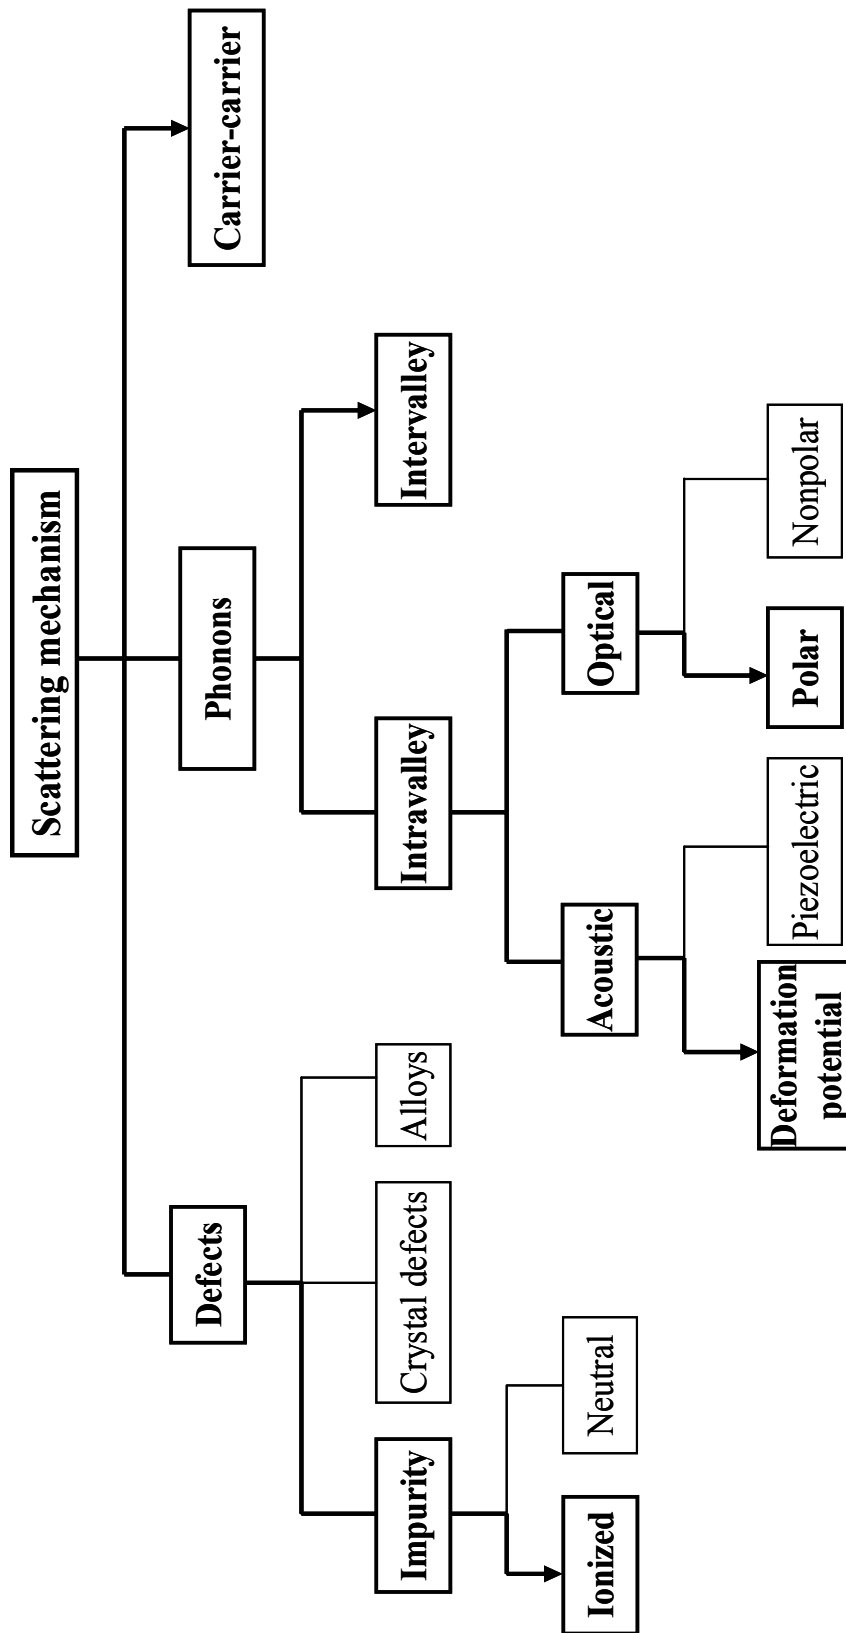 Scattering mechanism
Defects
Phonons
Carrier-carrier
Impurity
Crystal defects
Alloys
Intravalley
Intervalley
Ionized
Neutral
Acoustic
Optical
Deformation
potential
Piezoelectric
Polar
Nonpolar